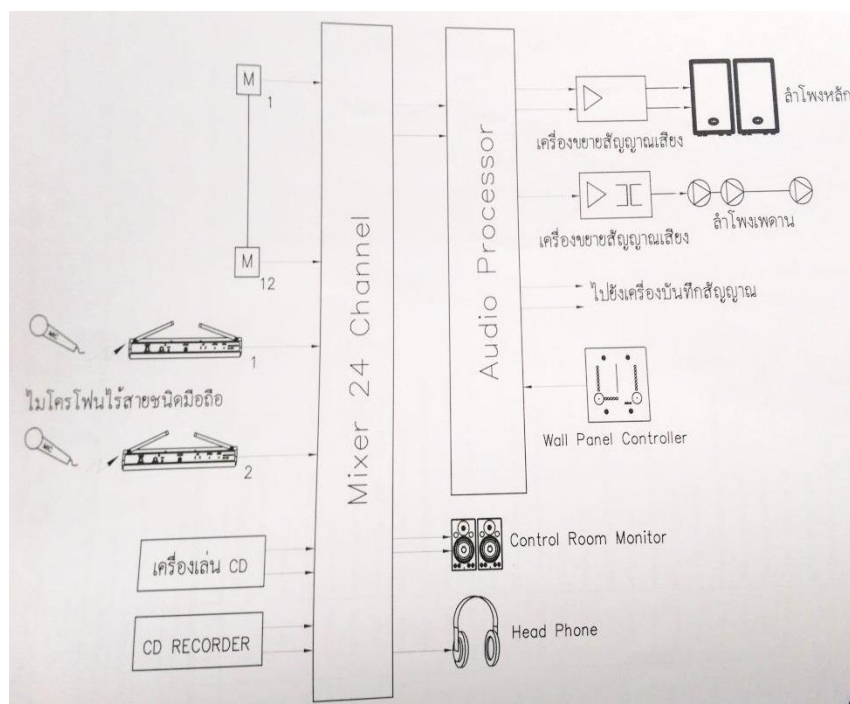 M
1
M
12
MIC
1
ไมโครโฟนไร้สายชนิดมือถือ
MIC
2
เครื่องเล่น CD
CD RECORDER
Mixer 24 Channel
Audio Processor
เครื่องขยายสัญญาณเสียง
ลำโพงหลัก
เครื่องขยายสัญญาณเสียง
ลำโพงเพดาน
ไปยังเครื่องบันทึกสัญญาณ
Wall Panel Controller
Control Room Monitor
Head Phone